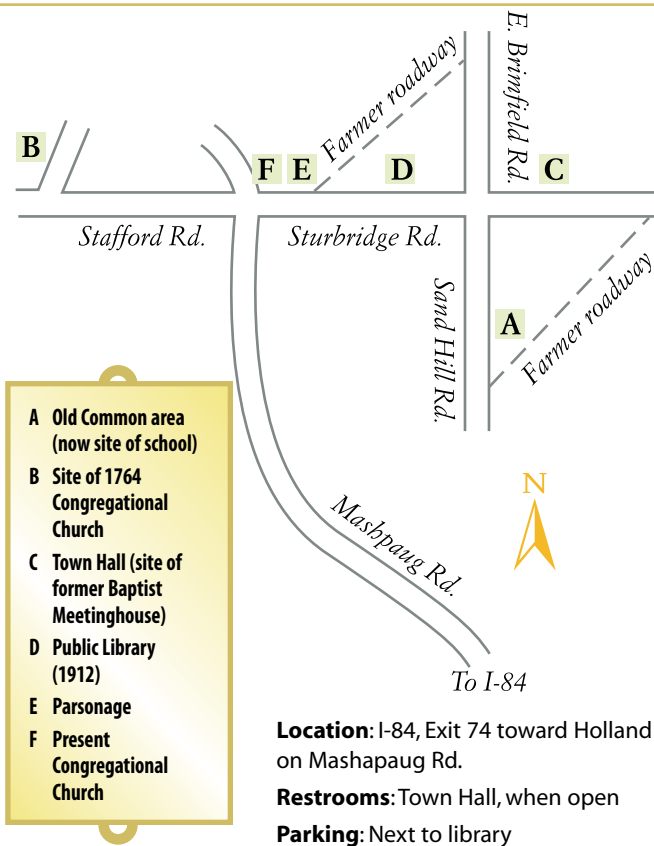 E. Brimfield Rd.
Farmer roadway
B
F
E
D
C
Stafford Rd.
Sturbridge Rd.
Sand Hill Rd.
A
Farmer roadway
A Old Common area
(now site of school)
B Site of 1764
Congregational
Church
C Town Hall (site of
former Baptist
Meetinghouse)
D Public Library
(1912)
E Parsonage
F Present
Congregational
Church
N
Mashpaug Rd.
To I-84
Location: I-84, Exit 74 toward Holland
on Mashapaug Rd.
Restrooms: Town Hall, when open
Parking: Next to library